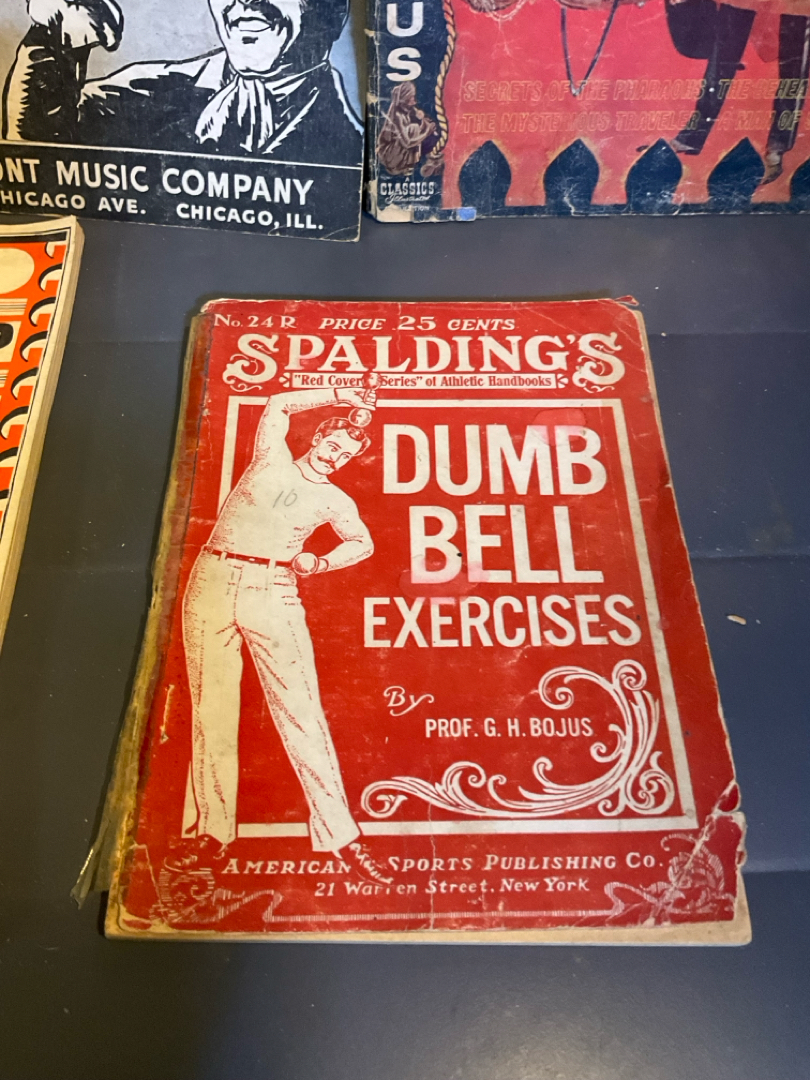 ONT MUSIC COMPANY
CHICAGO AVE. CHICAGO, ILL.
US
SECRETS OF THE PHARAOHS · THE
THE MYSTERIOUS TRAVELER ·
CLASSICS
Illustrated
No. 24 R PRICE 25 CENTS
SPALDING'S
"Red Cover Series" of Athletic Handbooks
DUMB
BELL
EXERCISES
10
By
PROF. G. H. BOJUS
AMERICAN SPORTS PUBLISHING CO.
21 Warren Street, New York